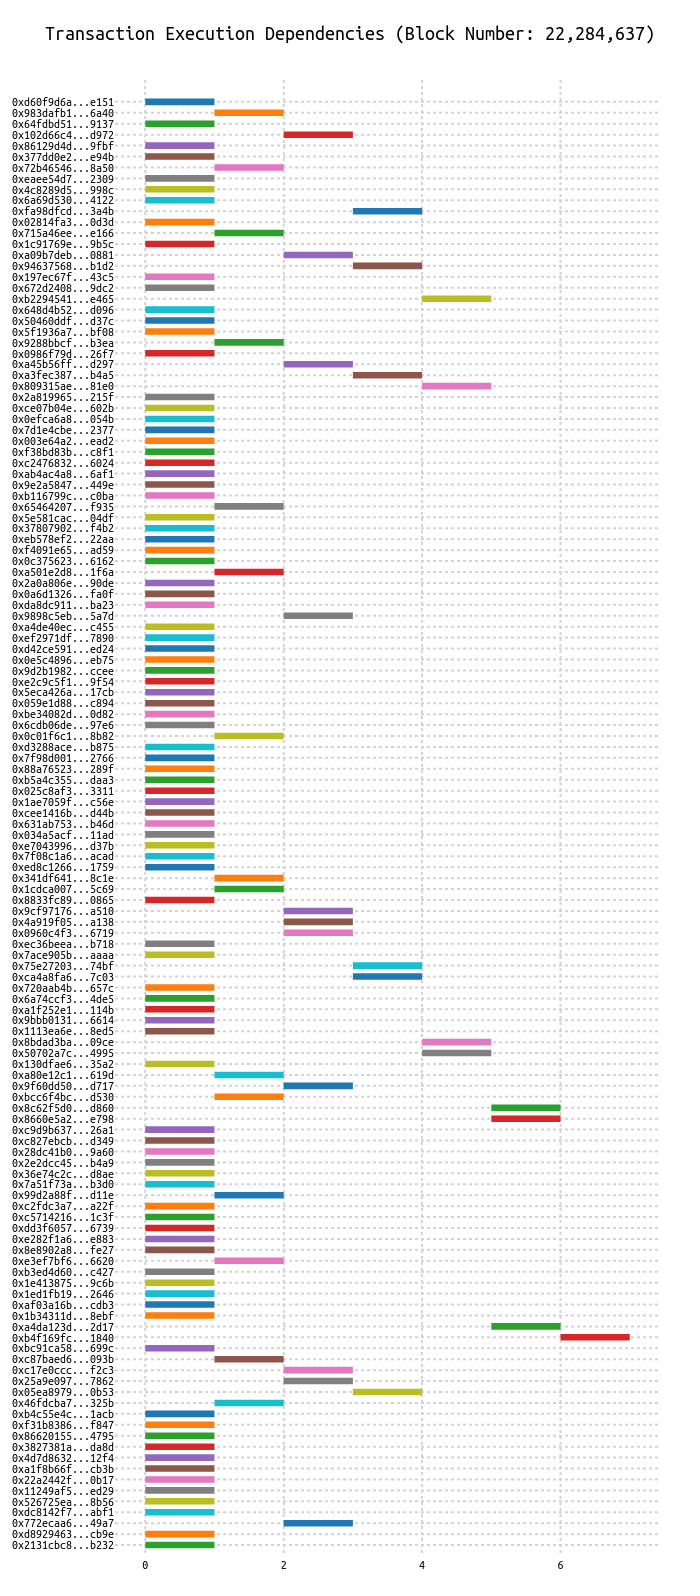 Transaction Execution Dependencies (Block Number: 22,284,637)
0xd60f9d6a...e151
0x983dafb1...6a40
0x64fdbd51...9137
0x102d66c4...d972
0x86129d4d...9fbf
0x377dd0e2...e94b
0x72b46546...8a50
0xeaee54d7...2309
0x4c8289d5...998c
0x6a69d530...4122
0xfa98dfcd...3a4b
0x02814fa3...0d3d
0x715a46ee...e166
0x1c91769e...9b5c
0xa09b7deb...0881
0x94637568...b1d2
0x197ec67f...43c5
0x672d2408...9dc2
0xb2294541...e465
0x648d4b52...d096
0x50460ddf...d37c
0x5f1936a7...bf08
0x9288bbcf...b3ea
0x0986f79d...26f7
0xa45b56ff...d297
0xa3fec387...b4a5
0x809315ae...81e0
0x2a819965...215f
0xce07b04e...602b
0x0efca6a8...054b
0x7d1e4cbe...2377
0x003e64a2...ead2
0xf38bd83b...c8f1
0xc2476832...6024
0xab4ac4a8...6af1
0x9e2a5847...449e
0xb116799c...c0ba
0x65464207...f935
0x5e581cac...04df
0x37807902...f4b2
0xeb578ef2...22aa
0xf4091e65...ad59
0x0c375623...6162
0xa501e2d8...1f6a
0x2a0a806e...90de
0x0a6d1326...fa0f
0xda8dc911...ba23
0x9898c5eb...5a7d
0xa4de40ec...c455
0xef2971df...7890
0xd42ce591...ed24
0x0e5c4896...eb75
0x9d2b1982...ccee
0xe2c9c5f1...9f54
0x5eca426a...17cb
0x059e1d88...c894
0xbe34082d...0d82
0x6cdb06de...97e6
0x0c01f6c1...8b82
0xd3288ace...b875
0x7f98d001...2766
0x88a76523...289f
0xb5a4c355...daa3
0x025c8af3...3311
0x1ae7059f...c56e
0xcee1416b...d44b
0x631ab753...b46d
0x034a5acf...11ad
0xe7043996...d37b
0x7f08c1a6...acad
0xed8c1266...1759
0x341df641...8c1e
0x1cdca007...5c69
0x8833fc89...0865
0x9cf97176...a510
0x4a919f05...a138
0x0960c4f3...6719
0xec36beea...b718
0x7ace905b...aaaa
0x75e27203...74bf
0xca4a8fa6...7c03
0x720aab4b...657c
0x6a74ccf3...4de5
0xa1f252e1...114b
0x9bbb0131...6614
0x1113ea6e...8ed5
0x8bdad3ba...09ce
0x50702a7c...4995
0x130dfae6...35a2
0xa80e12c1...619d
0x9f60dd50...d717
0xbcc6f4bc...d530
0x8c62f5d0...d860
0x8660e5a2...e798
0xc9d9b637...26a1
0xc827ebcb...d349
0x28dc41b0...9a60
0x2e2dcc45...b4a9
0x36e74c2c...d8ae
0x7a51f73a...b3d0
0x99d2a88f...d11e
0xc2fdc3a7...a22f
0xc5714216...1c3f
0xdd3f6057...6739
0xe282f1a6...e883
0x8e8902a8...fe27
0xe3ef7bf6...6620
0xb3ed4d60...c427
0x1e413875...9c6b
0x1ed1fb19...2646
0xaf03a16b...cdb3
0x1b34311d...8ebf
0xa4da123d...2d17
0xb4f169fc...1840
0xbc91ca58...699c
0xc87baed6...093b
0xc17e0ccc...f2c3
0x25a9e097...7862
0x05ea8979...0b53
0x46fdcba7...325b
0xb4c55e4c...1acb
0xf31b8386...f847
0x86620155...4795
0x3827381a...da8d
0x4d7d8632...12f4
0xa1f8b66f...cb3b
0x22a2442f...0b17
0x11249af5...ed29
0x526725ea...8b56
0xdc8142f7...abf1
0x772ecaa6...49a7
0xd8929463...cb9e
0x2131cbc8...b232
0 2 4 6